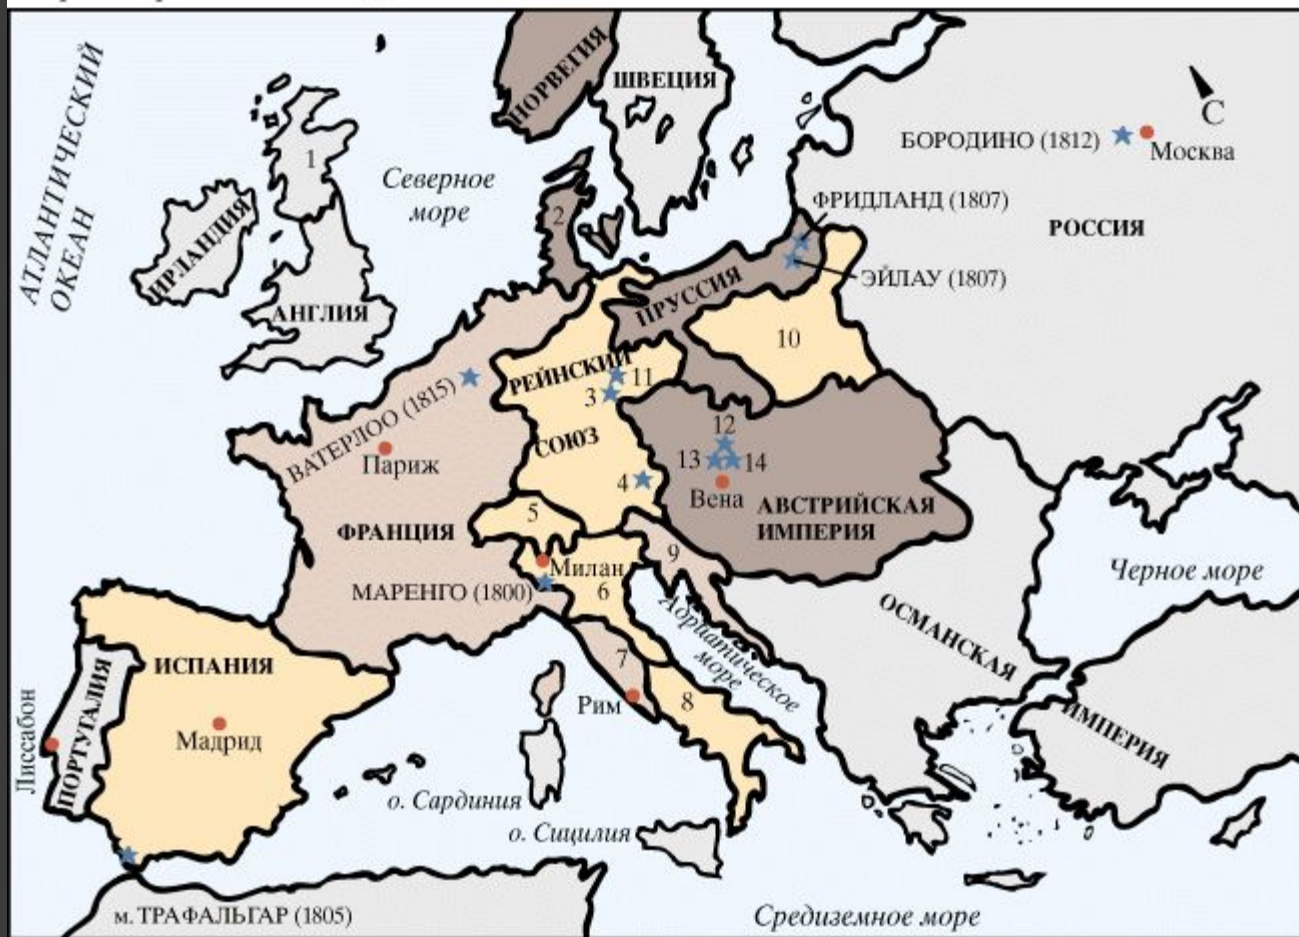 АТЛАНТИЧЕСКИЙ
ОКЕАН
НОРВЕГИЯ
ШВЕЦИЯ
С
БОРОДИНО (1812)
Москва
1
Северное
море
2
ФРИДЛАНД (1807)
РОССИЯ
ИРЛАНДИЯ
ЭЙЛАУ (1807)
АНГЛИЯ
ПРУССИЯ
10
РЕЙНСКИЙ
11
3
ВАТЕРЛОО (1815)
СОЮЗ
12
13
14
Париж
4
Вена
АВСТРИЙСКАЯ
ИМПЕРИЯ
5
ФРАНЦИЯ
9
Милан
МАРЕНГО (1800)
6
Черное море
Адриатическое
море
ОСМАНСКАЯ
ИМПЕРИЯ
7
ИСПАНИЯ
Рим
8
Лиссабон
ПОРТУГАЛИЯ
Мадрид
о. Сардиния
о. Сицилия
м. ТРАФАЛЬГАР (1805)
Средиземное море